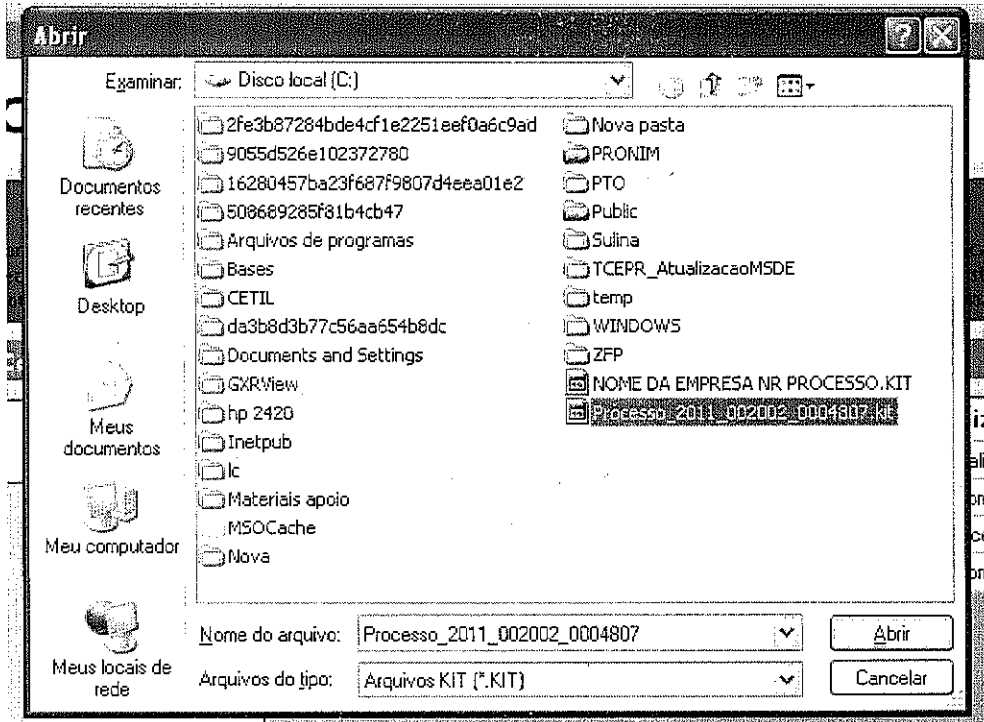 Abrir
Examinar:
Disco local (C:)
Documentos
recentes
Desktop
Meus
documentos
Meu computador
Meus locais de
rede
2fe3b87284bde4cf1e2251eef0a6c9ad
9055d526e102372780
16280457ba23f687f9807d4eea01e2
508689285f81b4cb47
Arquivos de programas
Bases
CETIL
da3b8d3b77c56aa654b8dc
Documents and Settings
GXRView
hp 2420
Inetpub
lc
Materiais apoio
MSOCache
Nova
Nova pasta
PRONIM
PTO
Public
Sulina
TCEPR_AtualizacaoMSDE
temp
WINDOWS
ZFP
NOME DA EMPRESA NR PROCESSO.KIT
Processo_2011_002002_0004807.kit
Nome do arquivo:
Processo_2011_002002_0004807
Abrir
Arquivos do tipo:
Arquivos KIT (*.KIT)
Cancelar